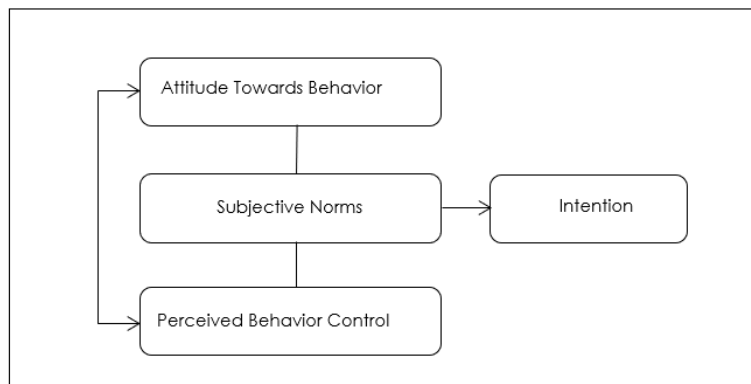 Attitude Towards Behavior
Subjective Norms
Intention
Perceived Behavior Control